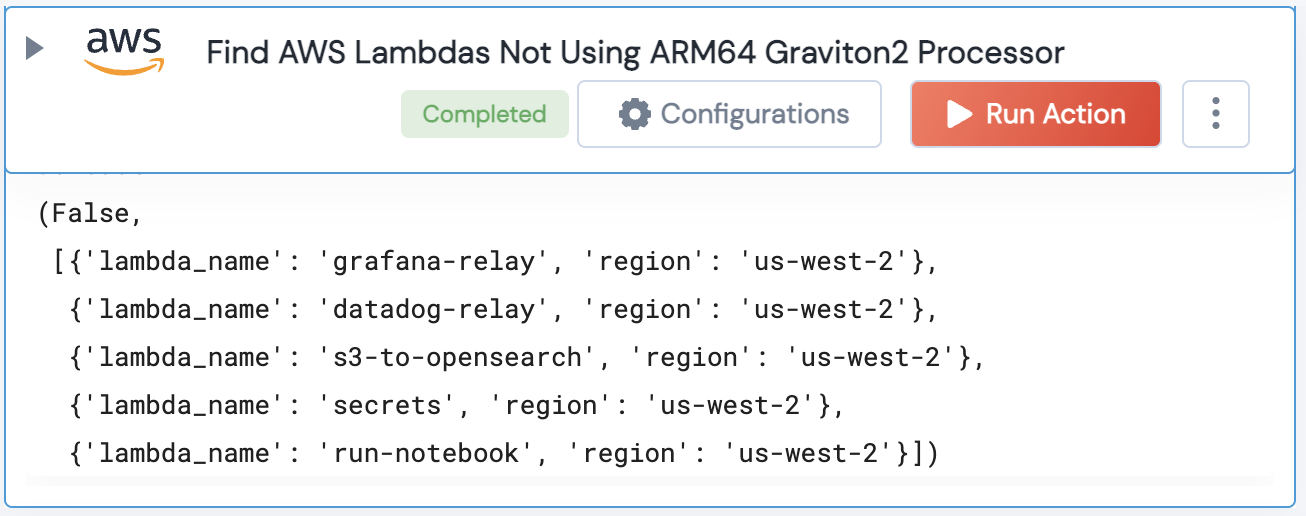 aws
Find AWS Lambdas Not Using ARM64 Graviton2 Processor
Completed
Configurations
Run Action
(False,
[{'lambda_name': 'grafana-relay', 'region': 'us-west-2'},
{'lambda_name': 'datadog-relay', 'region': 'us-west-2'},
{'lambda_name': 's3-to-opensearch', 'region': 'us-west-2'},
{'lambda_name': 'secrets', 'region': 'us-west-2'},
{'lambda_name': 'run-notebook', 'region': 'us-west-2'}])